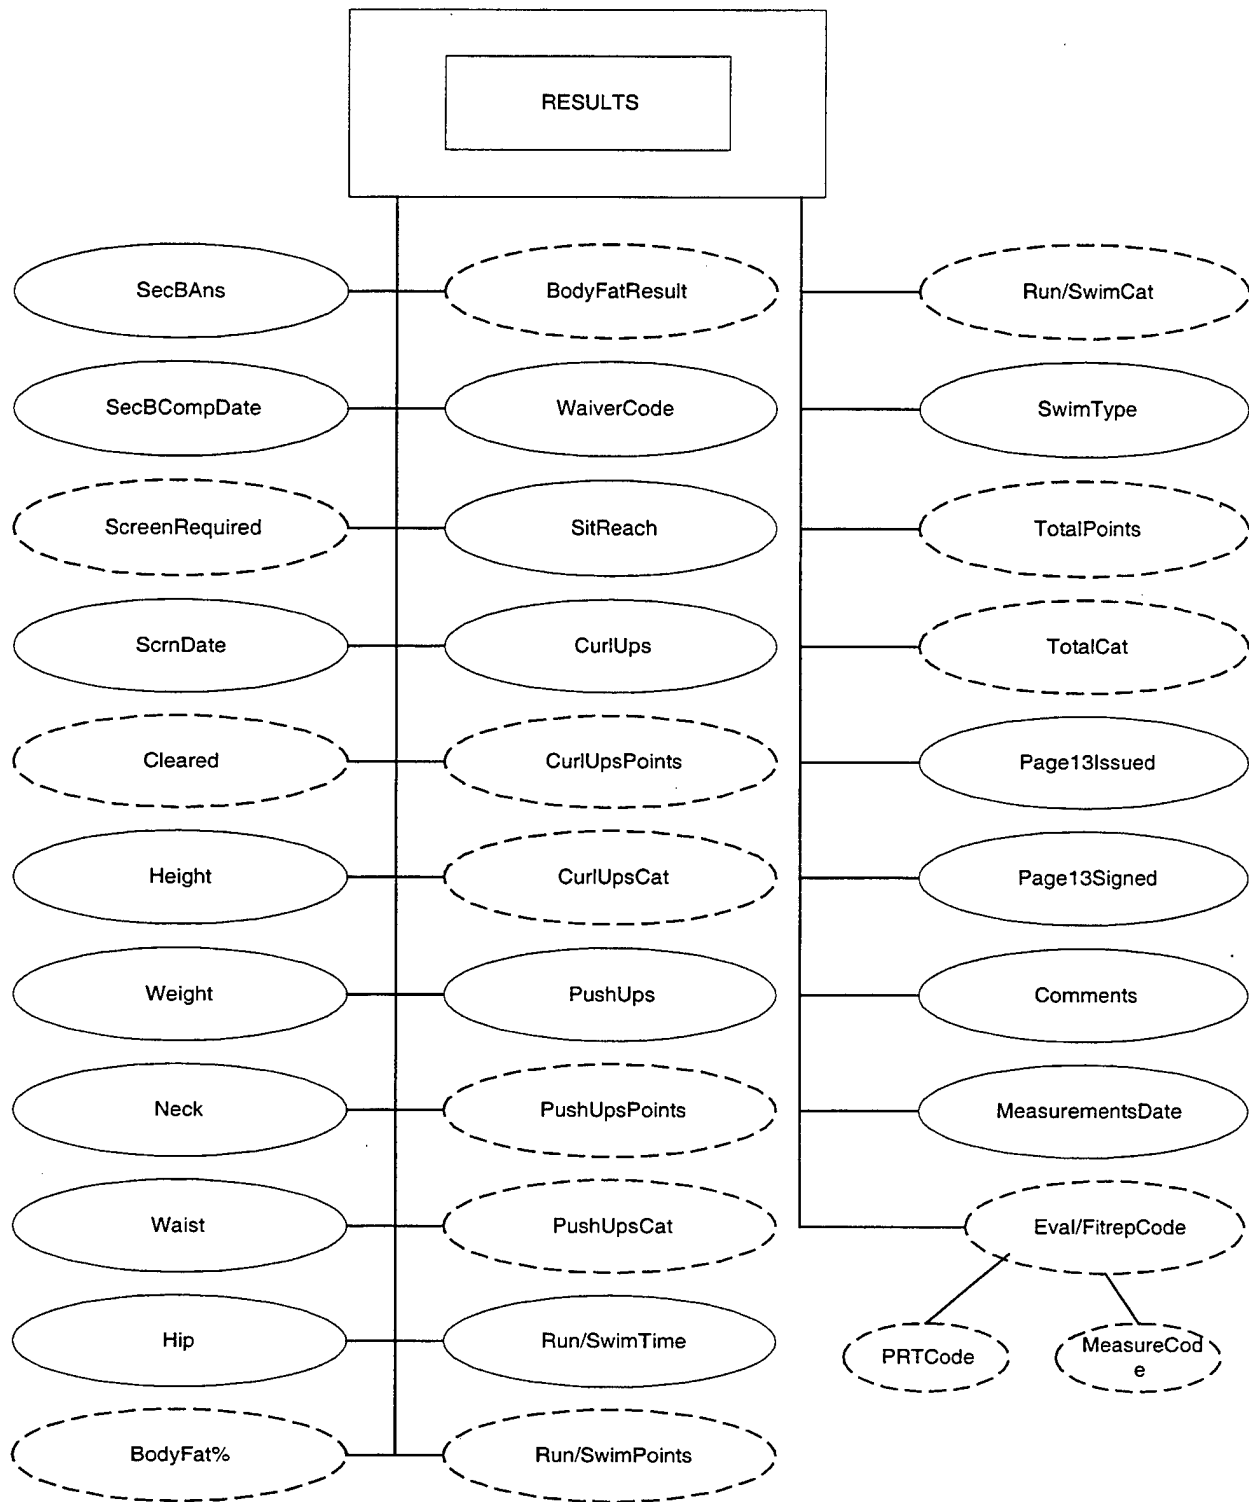 RESULTS
SecBAns
BodyFatResult
Run/SwimCat
SecBCompDate
WaiverCode
SwimType
ScreenRequired
SitReach
TotalPoints
ScrnDate
CurlUps
TotalCat
Cleared
CurlUpsPoints
Page13Issued
Height
CurlUpsCat
Page13Signed
Weight
PushUps
Comments
Neck
PushUpsPoints
MeasurementsDate
Waist
PushUpsCat
Eval/FitrepCode
Hip
Run/SwimTime
PRTCode
MeasureCod
e
BodyFat%
Run/SwimPoints